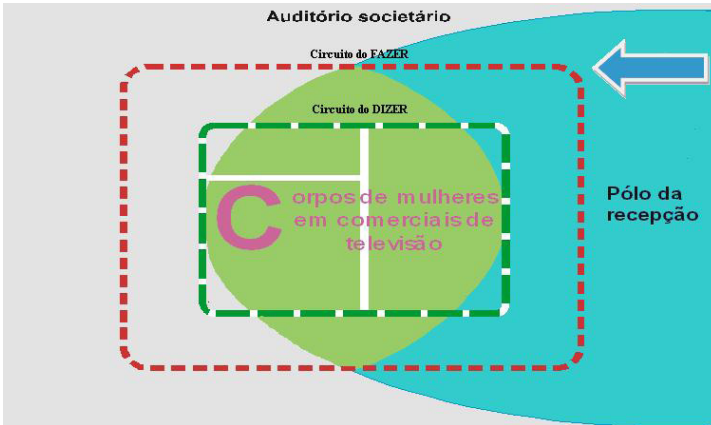 Auditório societário
Circuito do FAZER
Circuito do DIZER
Corpos de mulheres
em comerciais de
televisão
Pólo da
recepção